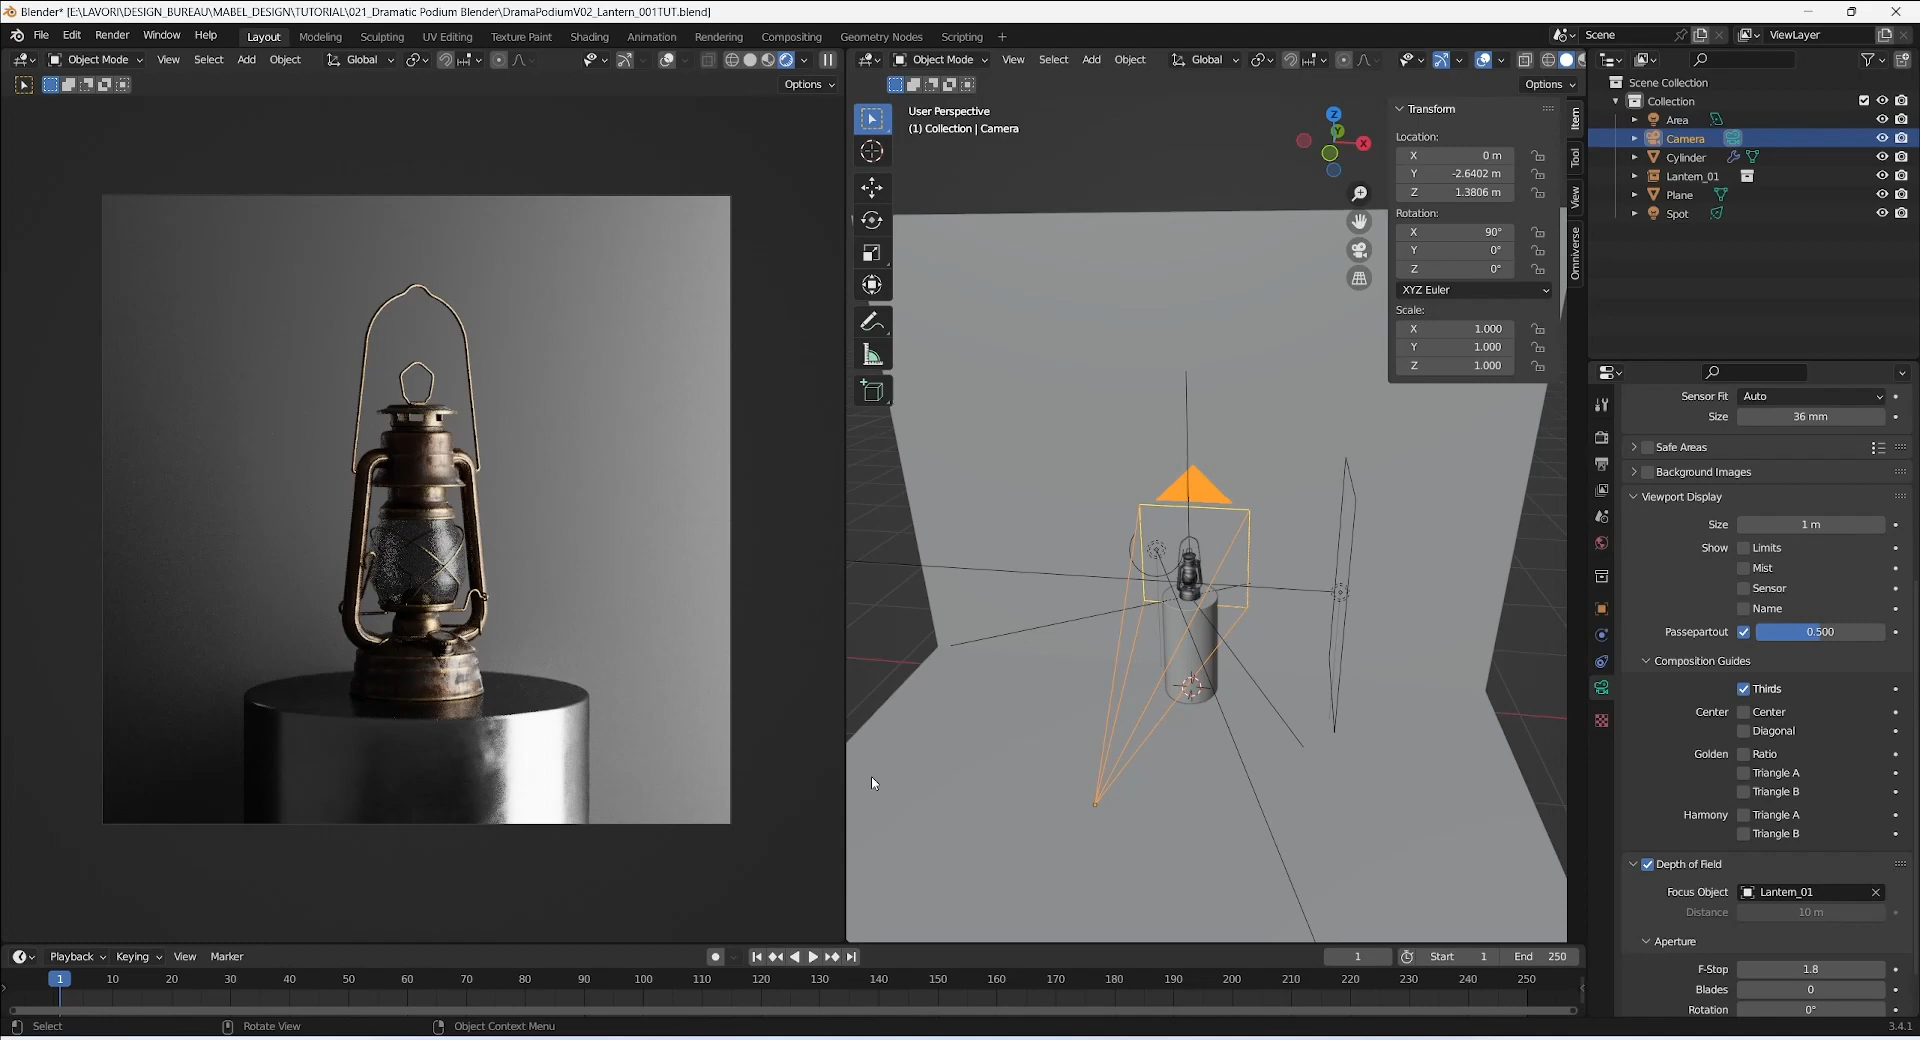 Blender* [E:\LAVORI\DESIGN_BUREAU\MABEL_DESIGN\TUTORIAL\021_Dramatic Podium Blender\DramaPodiumV02_Lantern_001TUT.blend]
File Edit Render Window Help Layout Modeling Sculpting UV Editing Texture Paint Shading Animation Rendering Compositing Geometry Nodes Scripting + Scene ViewLayer
Object Mode View Select Add Object Global Object Mode View Select Add Object Global
Options Options
User Perspective
(1) Collection | Camera
Z
Y
X
Transform
Location:
X 0 m
Y -2.6402 m
Z 1.3806 m
Rotation:
X 90°
Y 0°
Z 0°
XYZ Euler
Scale:
X 1.000
Y 1.000
Z 1.000
Item
Tool
View
Omniverse
Scene Collection
Collection
Area
Camera
Cylinder
Lantern_01
Plane
Spot
Sensor Fit Auto
Size 36 mm
Safe Areas
Background Images
Viewport Display
Size 1 m
Show Limits
Mist
Sensor
Name
Passepartout 0.500
Composition Guides
Thirds
Center Center
Diagonal
Golden Ratio
Triangle A
Triangle B
Harmony Triangle A
Triangle B
Depth of Field
Focus Object Lantern_01
Distance 10 m
Aperture
F-Stop 1.8
Blades 0
Rotation 0°
Playback Keying View Marker 1 Start 1 End 250
1 10 20 30 40 50 60 70 80 90 100 110 120 130 140 150 160 170 180 190 200 210 220 230 240 250
Select Rotate View Object Context Menu 3.4.1